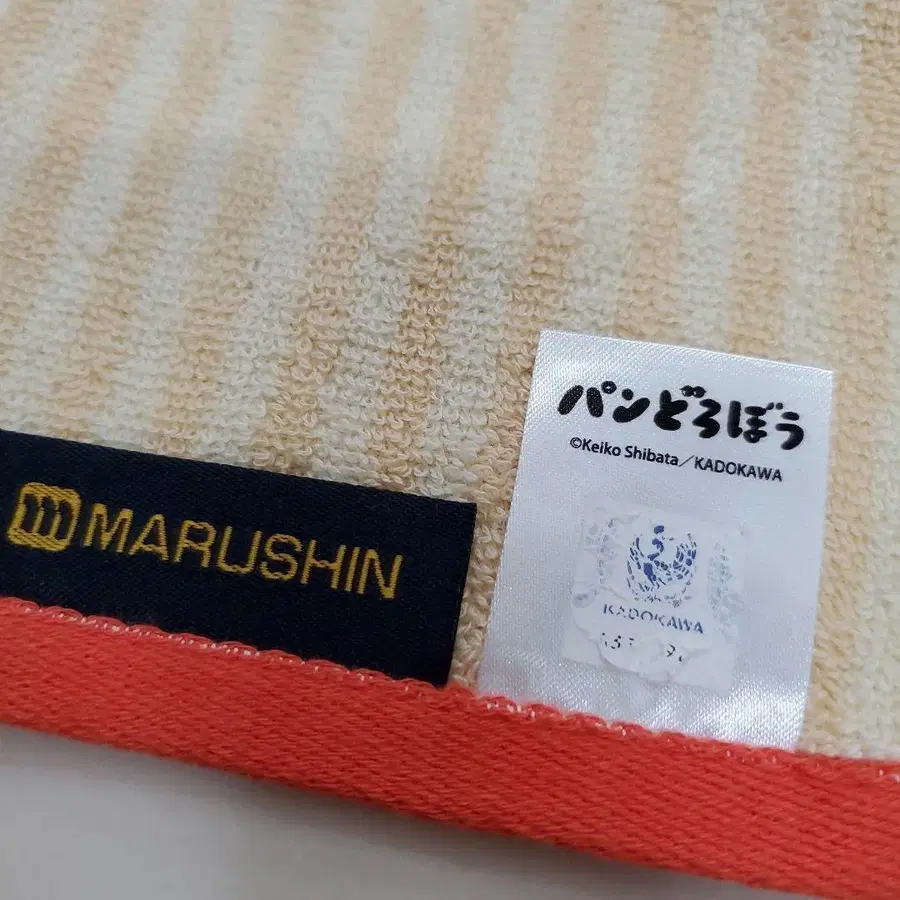 MARUSHIN
パンどろぼう
©Keiko Shibata／KADOKAWA
KADOKAWA